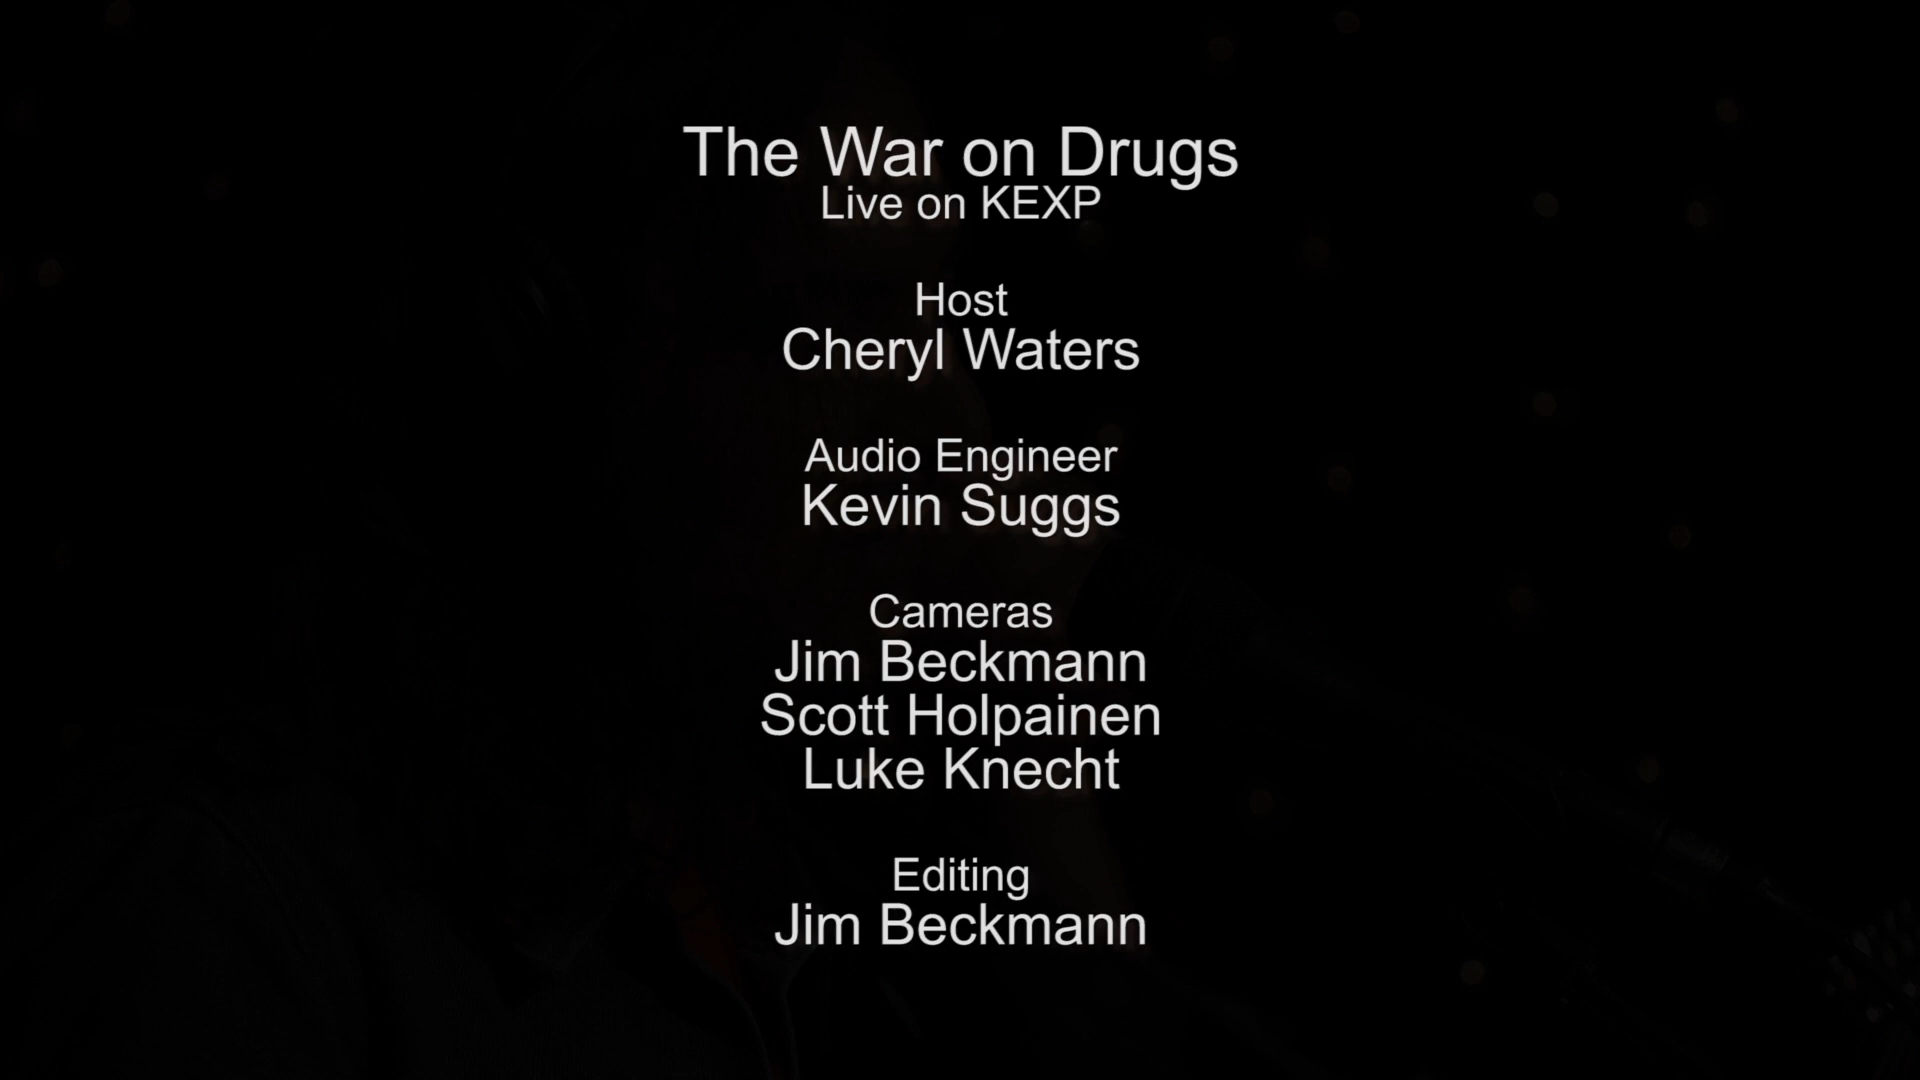 The War on Drugs
Live on KEXP
Host
Cheryl Waters
Audio Engineer
Kevin Suggs
Cameras
Jim Beckmann
Scott Holpainen
Luke Knecht
Editing
Jim Beckmann